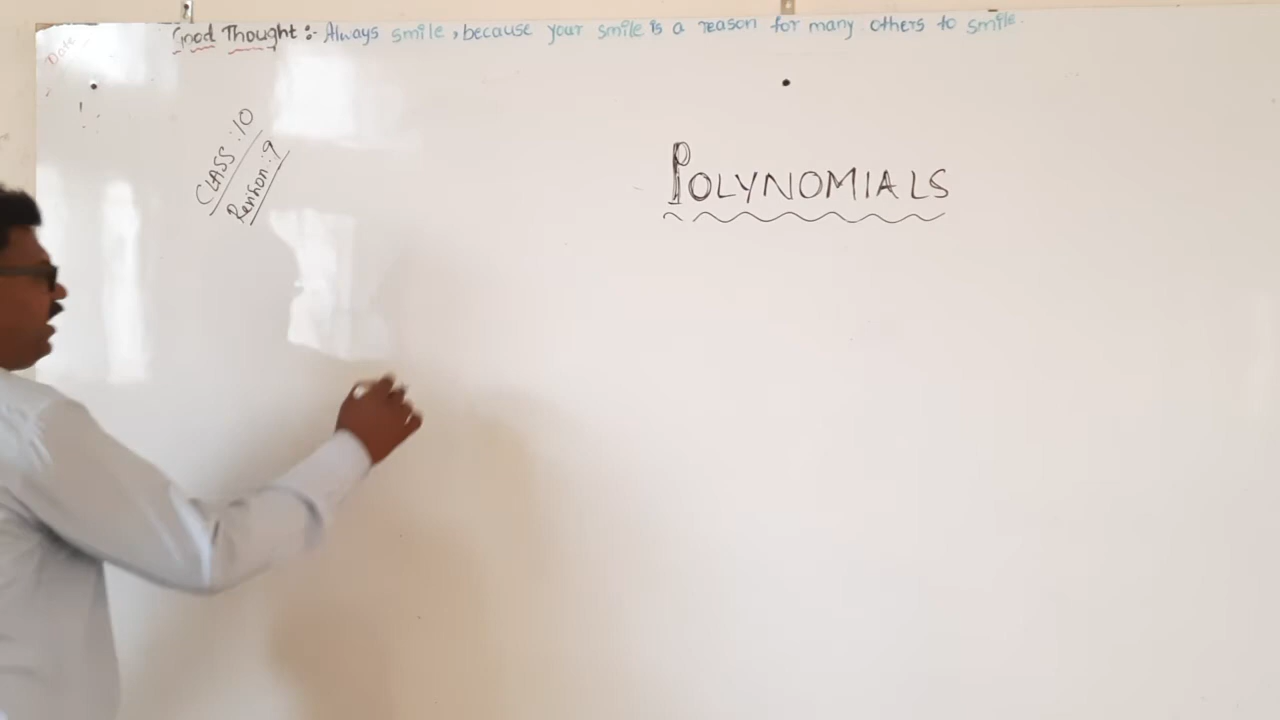 Good Thought :- Always smile, because your smile is a reason for many others to smile.
Date
CLASS :10
Revision:9
POLYNOMIALS